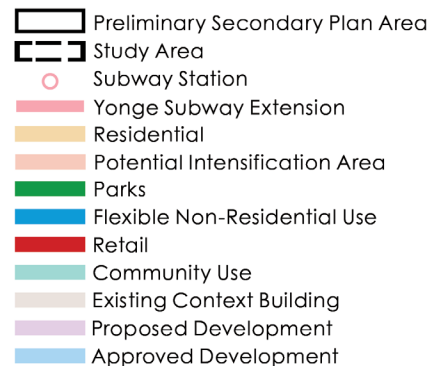 Preliminary Secondary Plan Area
Study Area
Subway Station
Yonge Subway Extension
Residential
Potential Intensification Area
Parks
Flexible Non-Residential Use
Retail
Community Use
Existing Context Building
Proposed Development
Approved Development